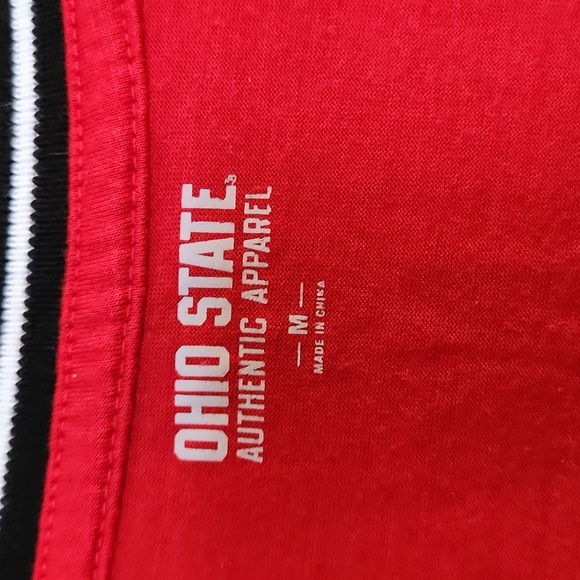 OHIO STATE®
AUTHENTIC APPAREL
— M —
MADE IN CHINA